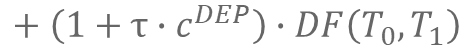 + (1 + τ · c^{DEP}) · DF(T_0, T_1)